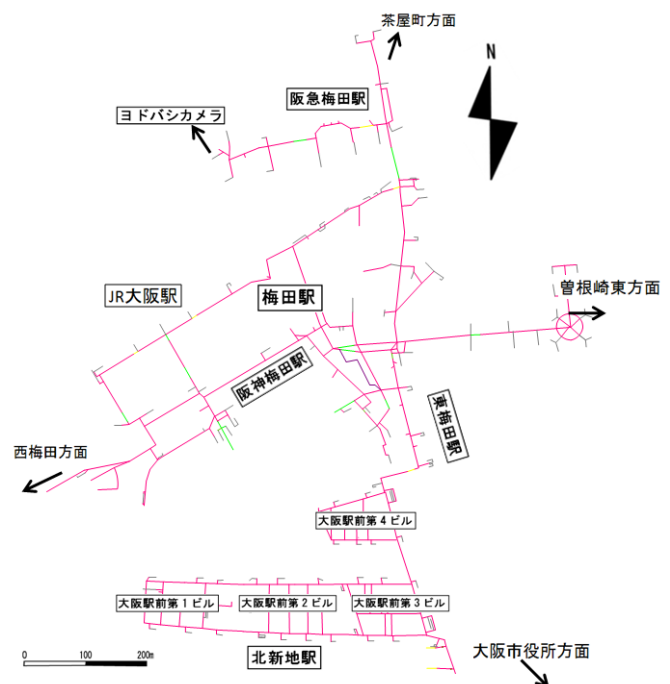 茶屋町方面
N
阪急梅田駅
ヨドバシカメラ
曽根崎東方面
JR大阪駅
梅田駅
阪神梅田駅
東梅田駅
西梅田方面
大阪駅前第4ビル
大阪駅前第1ビル
大阪駅前第2ビル
大阪駅前第3ビル
北新地駅
大阪市役所方面
0 100 200m